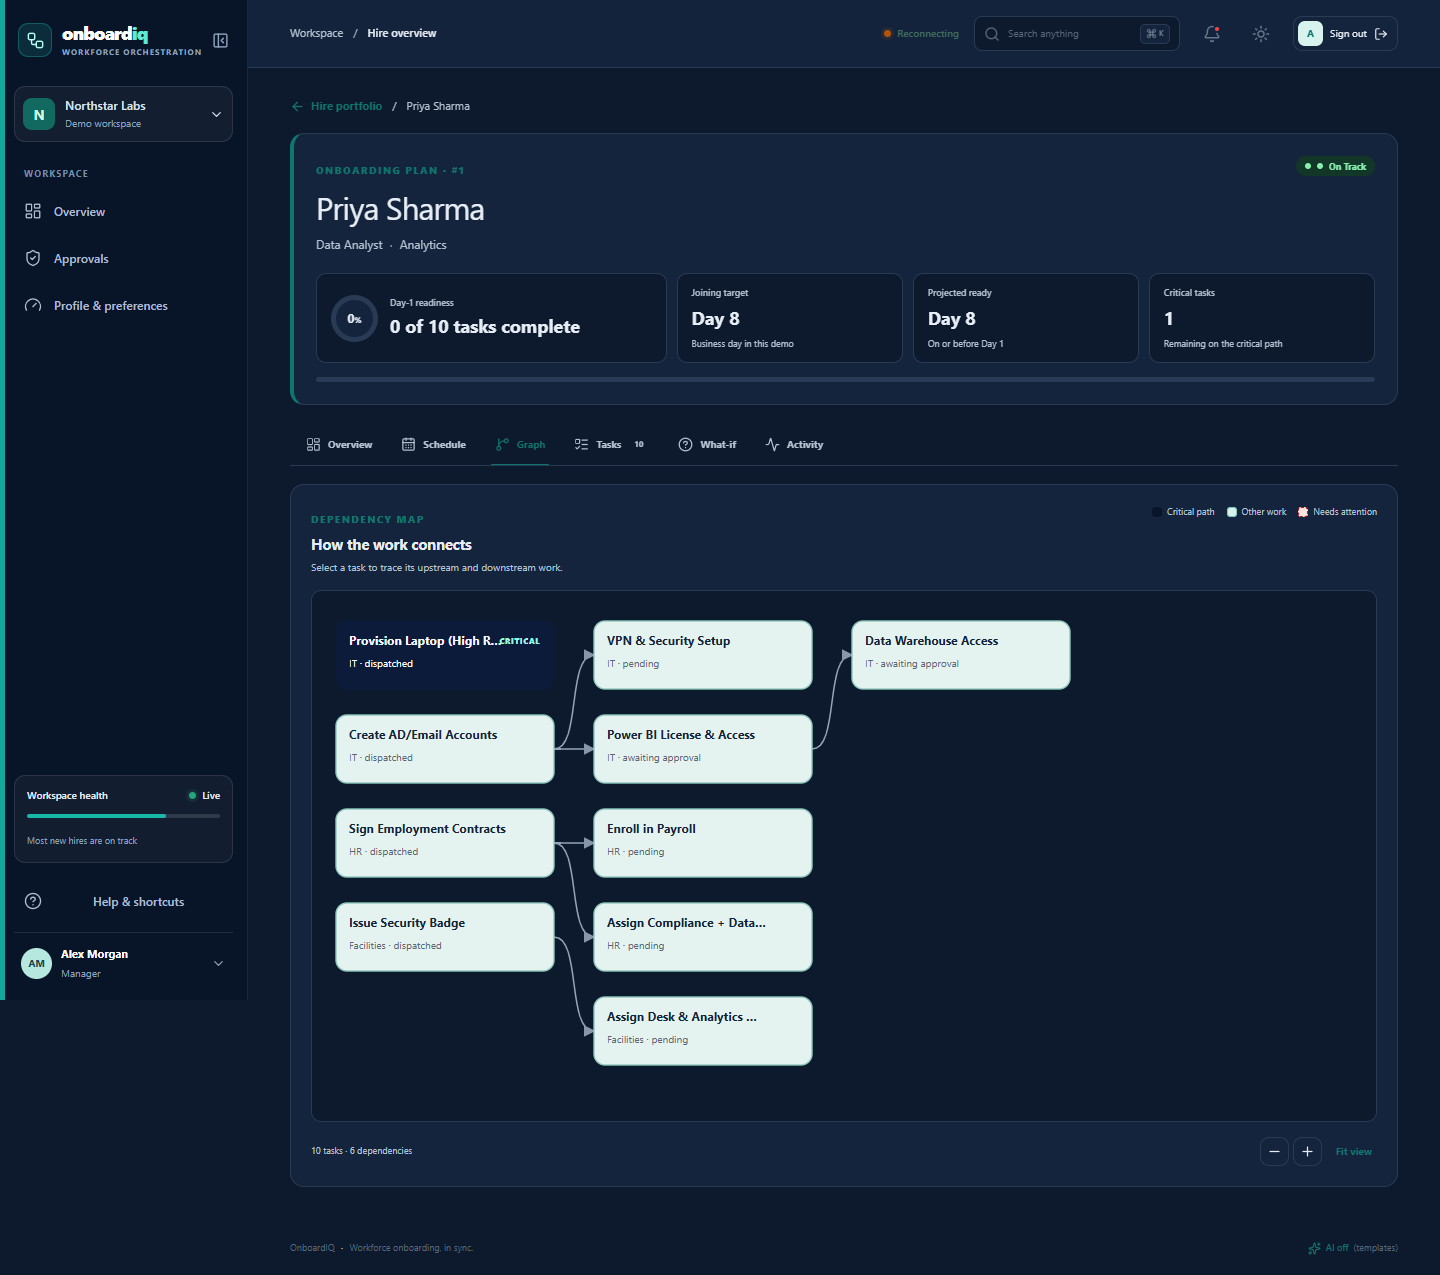 onboardiq
WORKFORCE ORCHESTRATION
N
Northstar Labs
Demo workspace
WORKSPACE
Overview
Approvals
Profile & preferences
Workspace health
Live
Most new hires are on track
Help & shortcuts
AM
Alex Morgan
Manager
Workspace / Hire overview
Reconnecting
Search anything
⌘ K
A
Sign out
Hire portfolio / Priya Sharma
ONBOARDING PLAN · #1
On Track
Priya Sharma
Data Analyst · Analytics
0%
Day-1 readiness
0 of 10 tasks complete
Joining target
Day 8
Business day in this demo
Projected ready
Day 8
On or before Day 1
Critical tasks
1
Remaining on the critical path
Overview
Schedule
Graph
Tasks 10
What-if
Activity
DEPENDENCY MAP
Critical path
Other work
Needs attention
How the work connects
Select a task to trace its upstream and downstream work.
Provision Laptop (High R...
CRITICAL
IT · dispatched
VPN & Security Setup
IT · pending
Data Warehouse Access
IT · awaiting approval
Create AD/Email Accounts
IT · dispatched
Power BI License & Access
IT · awaiting approval
Sign Employment Contracts
HR · dispatched
Enroll in Payroll
HR · pending
Issue Security Badge
Facilities · dispatched
Assign Compliance + Data...
HR · pending
Assign Desk & Analytics ...
Facilities · pending
10 tasks · 6 dependencies
Fit view
OnboardIQ · Workforce onboarding, in sync.
AI off (templates)